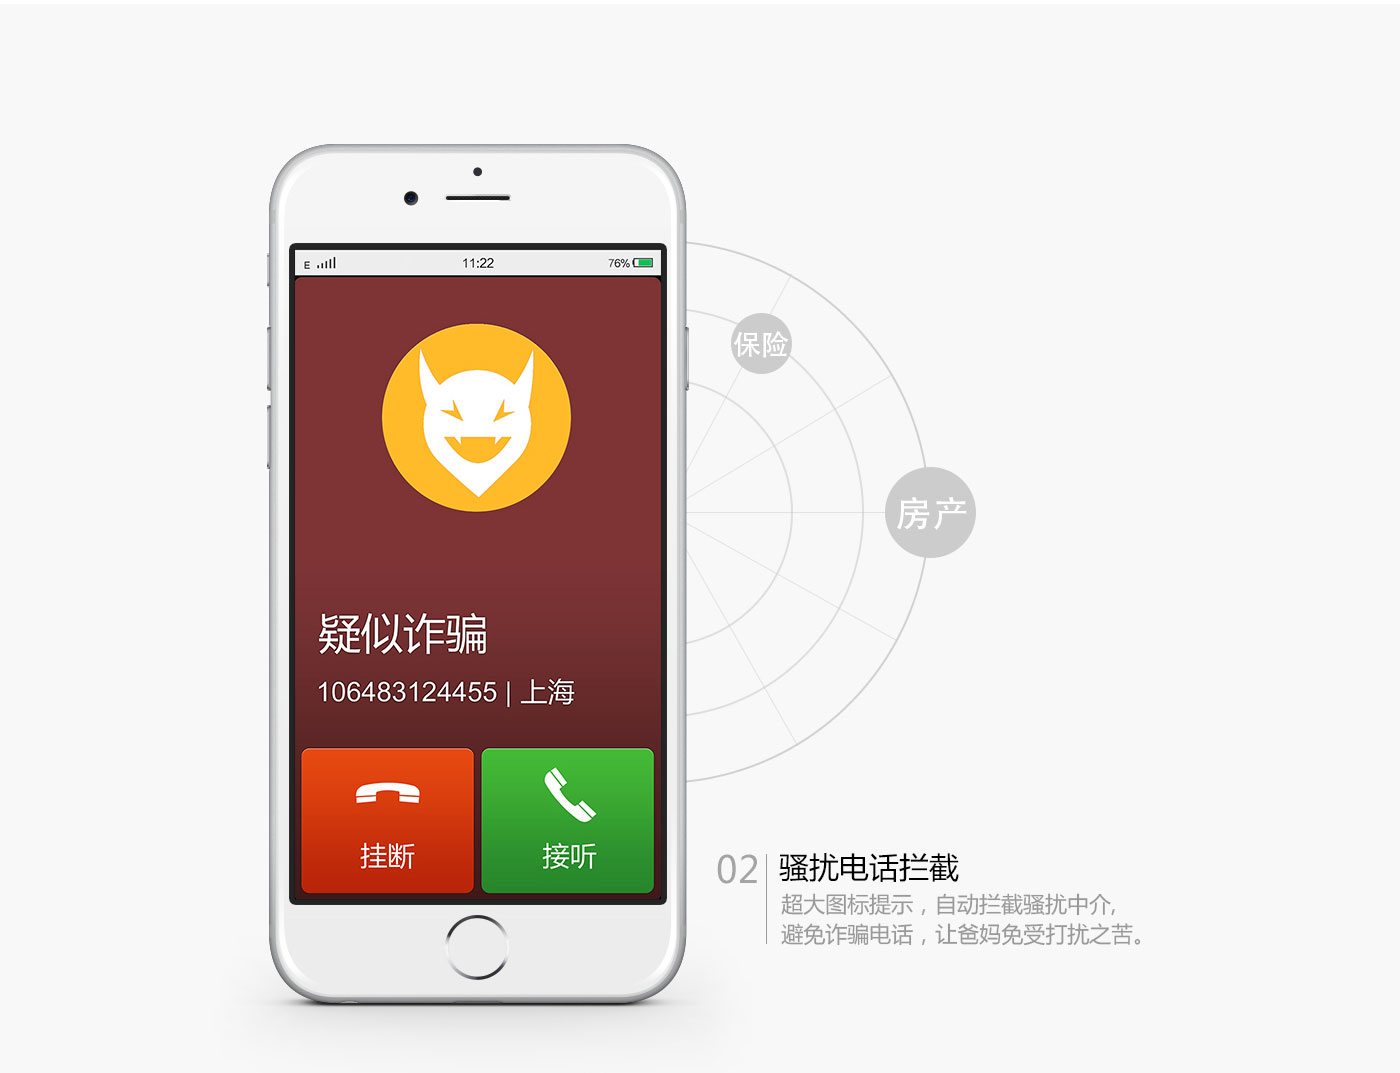 E 11:22 76%
保险
房产
疑似诈骗
106483124455 | 上海
挂断 接听
02 骚扰电话拦截
超大图标提示，自动拦截骚扰中介,
避免诈骗电话，让爸妈免受打扰之苦。